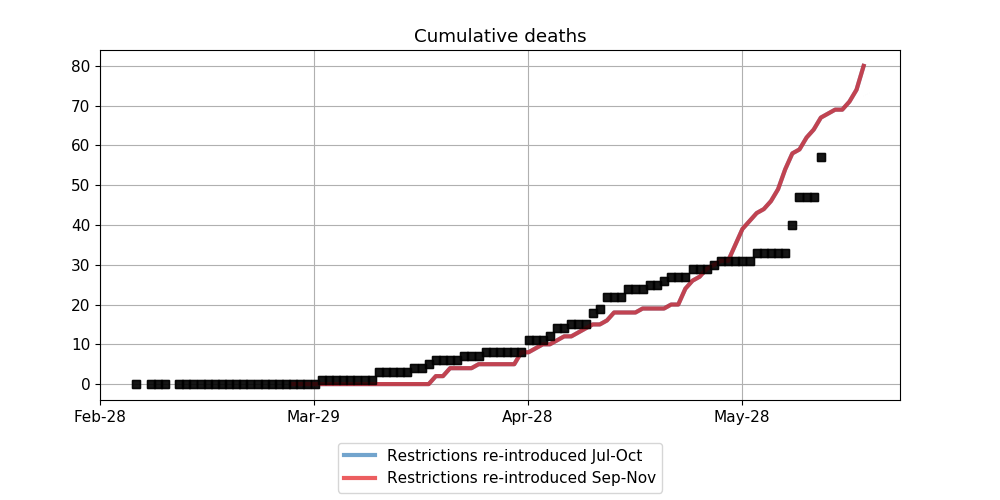 Cumulative deaths
80
70
60
50
40
30
20
10
0
Feb-28 Mar-29 Apr-28 May-28
Restrictions re-introduced Jul-Oct
Restrictions re-introduced Sep-Nov